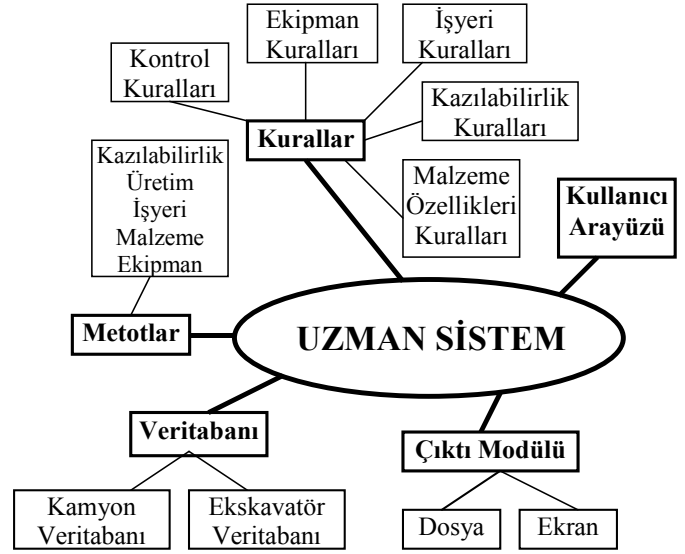 Ekipman
Kuralları
İşyeri
Kuralları
Kontrol
Kuralları
Kazılabilirlik
Kuralları
Kurallar
Kazılabilirlik
Üretim
İşyeri
Malzeme
Ekipman
Malzeme
Özellikleri
Kuralları
Kullanıcı
Arayüzü
Metotlar
UZMAN SİSTEM
Veritabanı
Çıktı Modülü
Kamyon
Veritabanı
Ekskavatör
Veritabanı
Dosya
Ekran